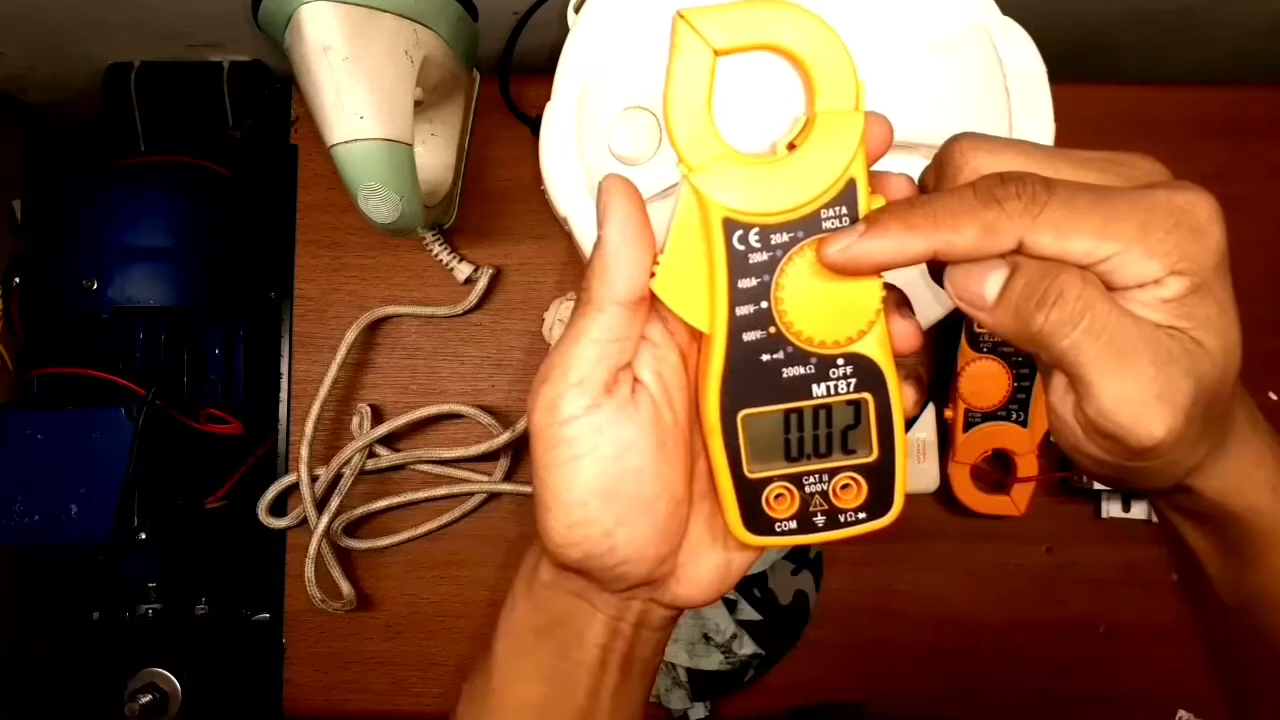 DATA
HOLD
CE
20A~
200A~
400A~
600V~
600V⎓
200kΩ
OFF
MT87
0.02
CAT II
600V
COM
VΩ